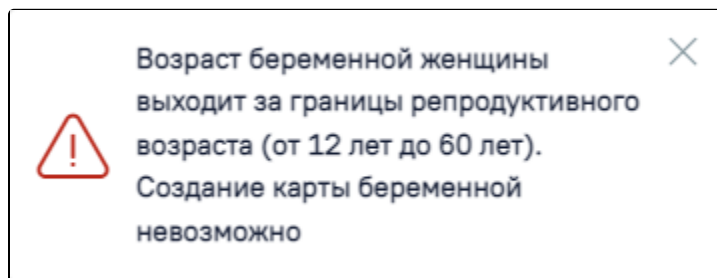 Возраст беременной женщины
выходит за границы репродуктивного
возраста (от 12 лет до 60 лет).
Создание карты беременной
невозможно